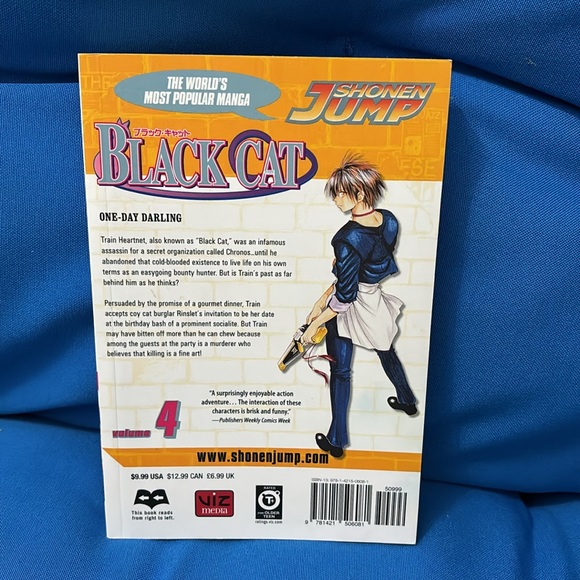 THE WORLD'S
MOST POPULAR MANGA
SHONEN
JUMP
ブラック・キャット
BLACK CAT
ONE-DAY DARLING
Train Heartnet, also known as "Black Cat," was an infamous
assassin for a secret organization called Chronos...until he
abandoned that cold-blooded existence to live life on his own
terms as an easygoing bounty hunter. But is Train's past as far
behind him as he thinks?
Persuaded by the promise of a gourmet dinner, Train
accepts coy cat burglar Rinslet's invitation to be her date
at the birthday bash of a prominent socialite. But Train
may have bitten off more than he can chew because
among the guests at the party is a murderer who
believes that killing is a fine art!
"A surprisingly enjoyable action
adventure... The interaction of these
characters is brisk and funny."
—Publishers Weekly Comics Week
volume 4
www.shonenjump.com
$9.99 USA $12.99 CAN £6.99 UK
This book reads
from right to left.
VIZ
media
RATED
T+
FOR OLDER
TEEN
ratings.viz.com
ISBN-13: 978-1-4215-0608-1
50999
9 781421 506081